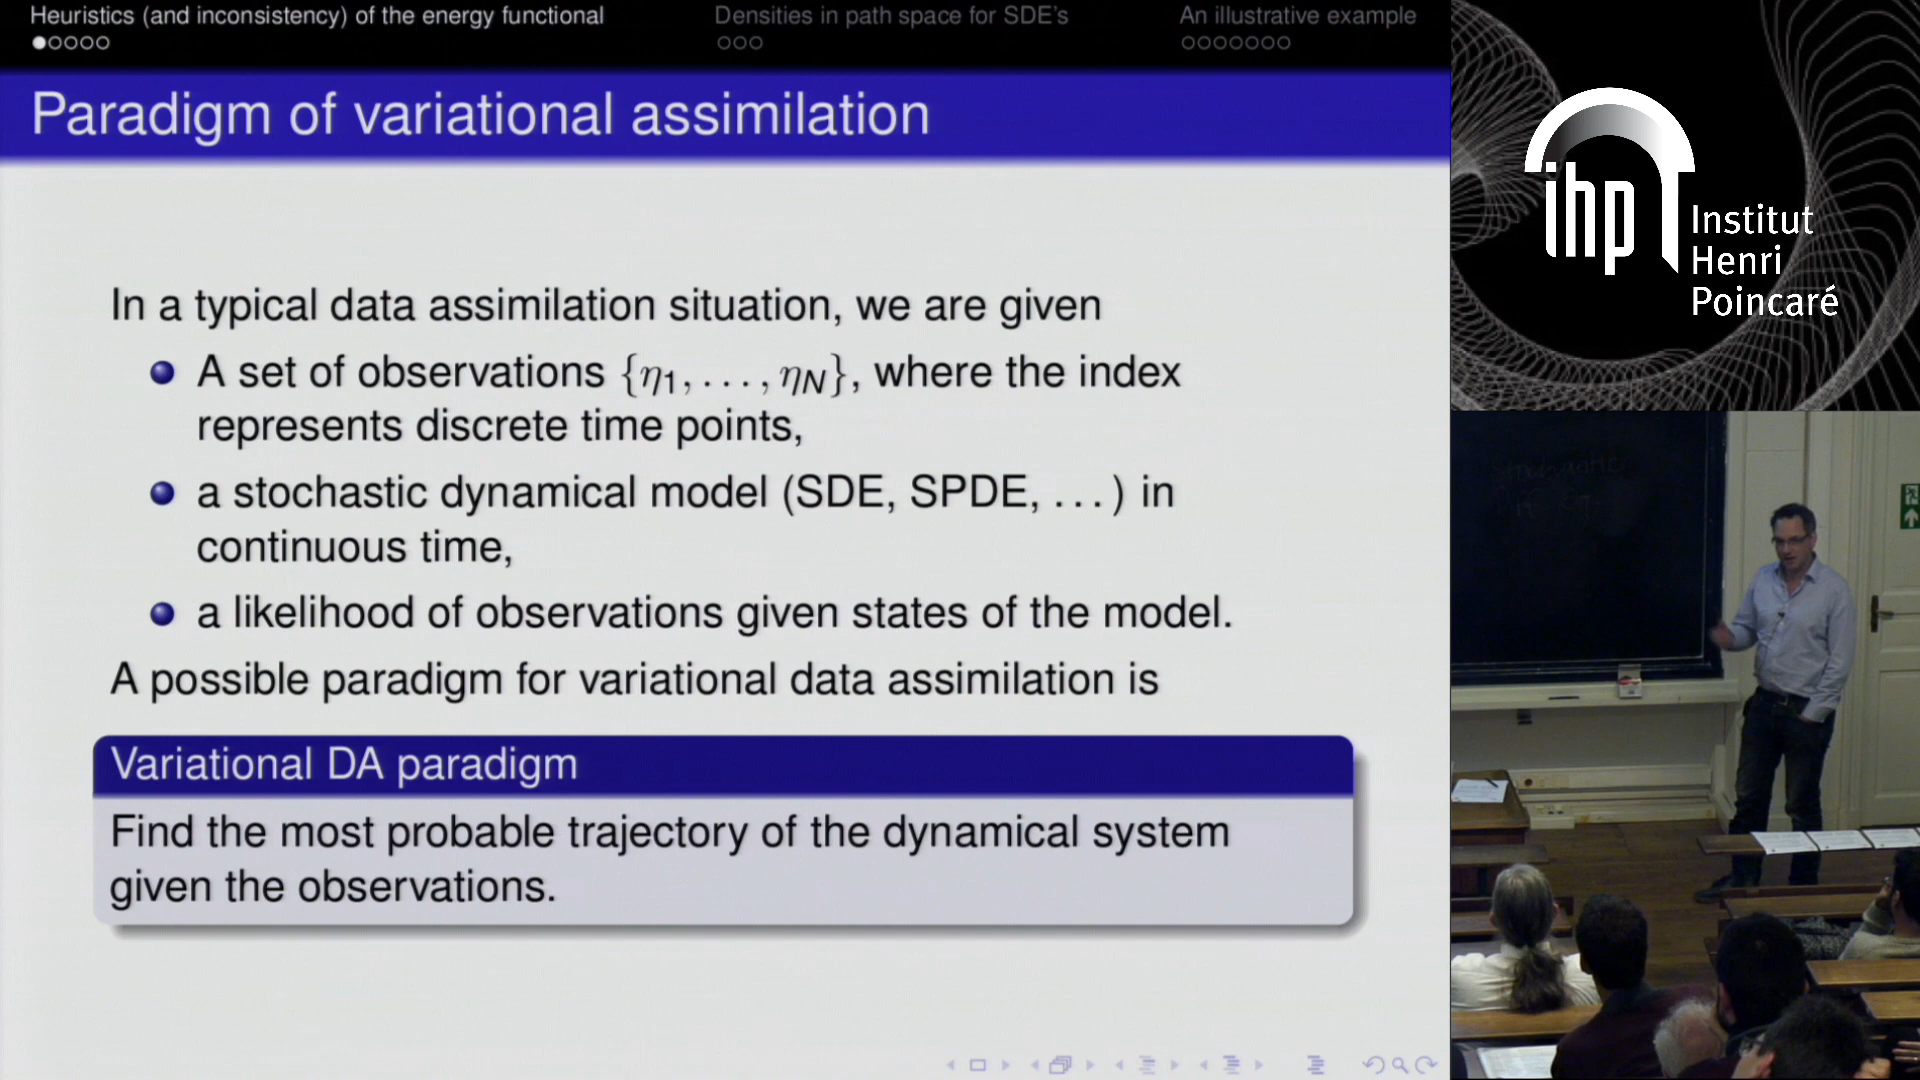 Heuristics (and inconsistency) of the energy functional
Densities in path space for SDE's
An illustrative example
Paradigm of variational assimilation
In a typical data assimilation situation, we are given
A set of observations {η1, . . . , ηN}, where the index
represents discrete time points,
a stochastic dynamical model (SDE, SPDE, . . . ) in
continuous time,
a likelihood of observations given states of the model.
A possible paradigm for variational data assimilation is
Variational DA paradigm
Find the most probable trajectory of the dynamical system
given the observations.
ihp
Institut
Henri
Poincaré